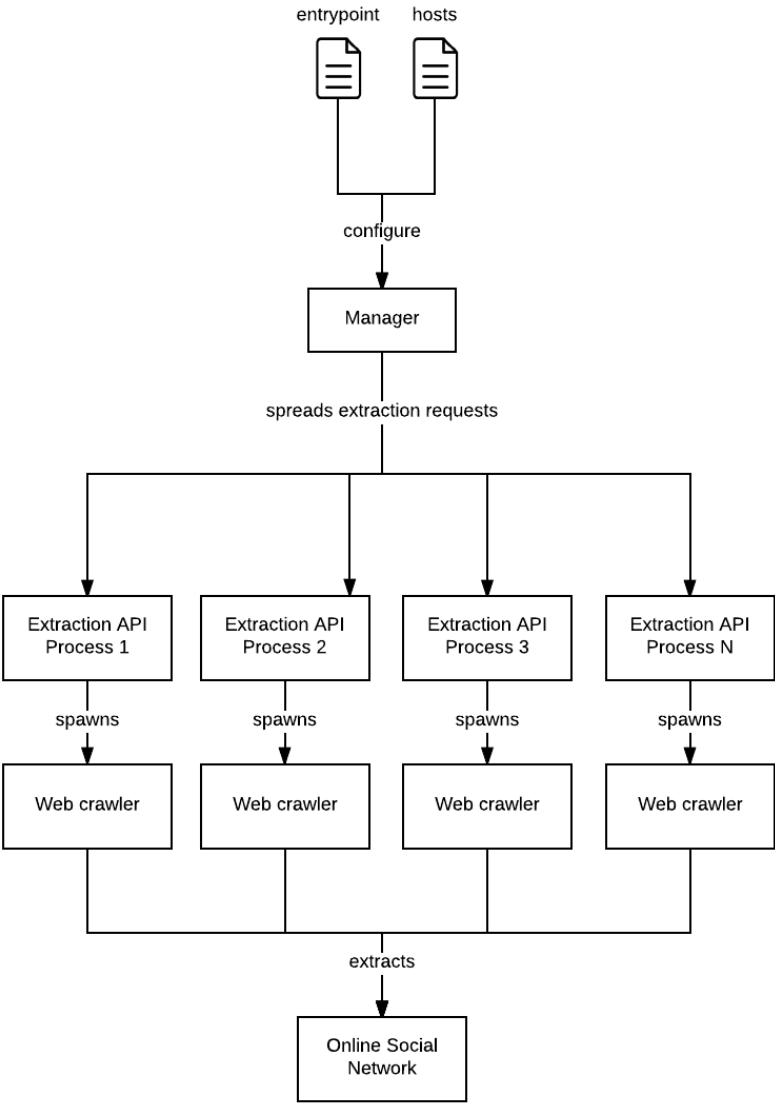 entrypoint
hosts
configure
Manager
spreads extraction requests
Extraction API
Process 1
Extraction API
Process 2
Extraction API
Process 3
Extraction API
Process N
spawns
spawns
spawns
spawns
Web crawler
Web crawler
Web crawler
Web crawler
extracts
Online Social
Network